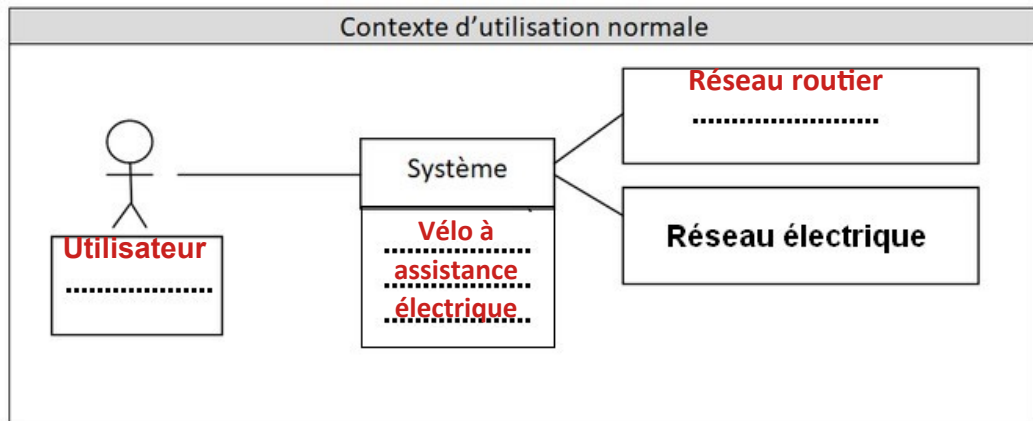 Contexte d'utilisation normale
Réseau routier
........................
Système
Utilisateur
...................
Vélo à
...................
assistance
...................
électrique
...................
Réseau électrique